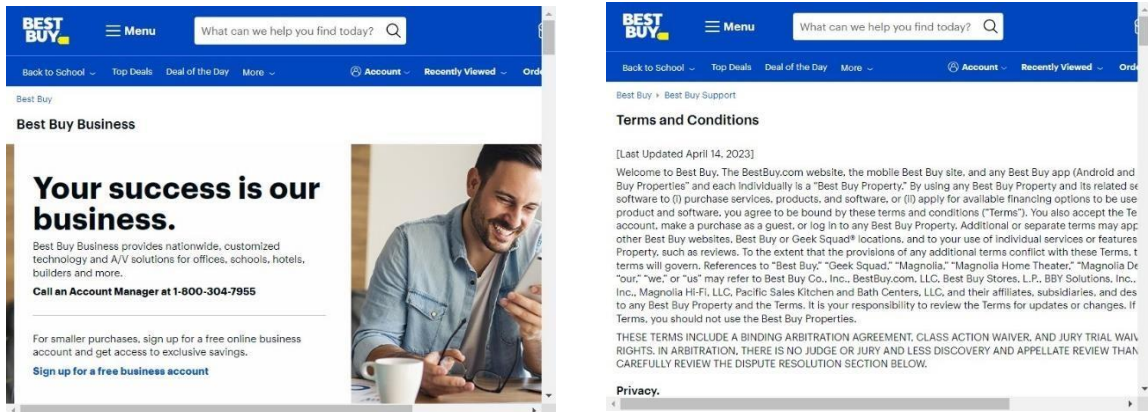 BEST
BUY
Menu
What can we help you find today?
Back to School Top Deals Deal of the Day More Account Recently Viewed Orde
Best Buy
Best Buy Business
Your success is our
business.
Best Buy Business provides nationwide, customized
technology and A/V solutions for offices, schools, hotels,
builders and more.
Call an Account Manager at 1-800-304-7955
For smaller purchases, sign up for a free online business
account and get access to exclusive savings.
Sign up for a free business account
BEST
BUY
Menu
What can we help you find today?
Back to School Top Deals Deal of the Day More Account Recently Viewed Orde
Best Buy Best Buy Support
Terms and Conditions
[Last Updated April 14, 2023]
Welcome to Best Buy. The BestBuy.com website, the mobile Best Buy site, and any Best Buy app (Android and
Buy Properties” and each individually is a “Best Buy Property.” By using any Best Buy Property and its related se
software to (i) purchase services, products, and software, or (ii) apply for available financing options to be use
product and software, you agree to be bound by these terms and conditions (“Terms”). You also accept the Te
account, make a purchase as a guest, or log in to any Best Buy Property. Additional or separate terms may app
other Best Buy websites, Best Buy or Geek Squad® locations, and to your use of individual services or features
Property, such as reviews. To the extent that the provisions of any additional terms conflict with these Terms, t
terms will govern. References to “Best Buy,” “Geek Squad,” “Magnolia,” “Magnolia Home Theater,” “Magnolia De
“our,” “we,” or “us” may refer to Best Buy Co., Inc., BestBuy.com, LLC, Best Buy Stores, L.P., BBY Solutions, Inc.,
Inc., Magnolia Hi-Fi, LLC, Pacific Sales Kitchen and Bath Centers, LLC, and their affiliates, subsidiaries, and des
to any Best Buy Property and the Terms. It is your responsibility to review the Terms for updates or changes. If
Terms, you should not use the Best Buy Properties.
THESE TERMS INCLUDE A BINDING ARBITRATION AGREEMENT, CLASS ACTION WAIVER, AND JURY TRIAL WAIV
RIGHTS. IN ARBITRATION, THERE IS NO JUDGE OR JURY AND LESS DISCOVERY AND APPELLATE REVIEW THAN
CAREFULLY REVIEW THE DISPUTE RESOLUTION SECTION BELOW.
Privacy.